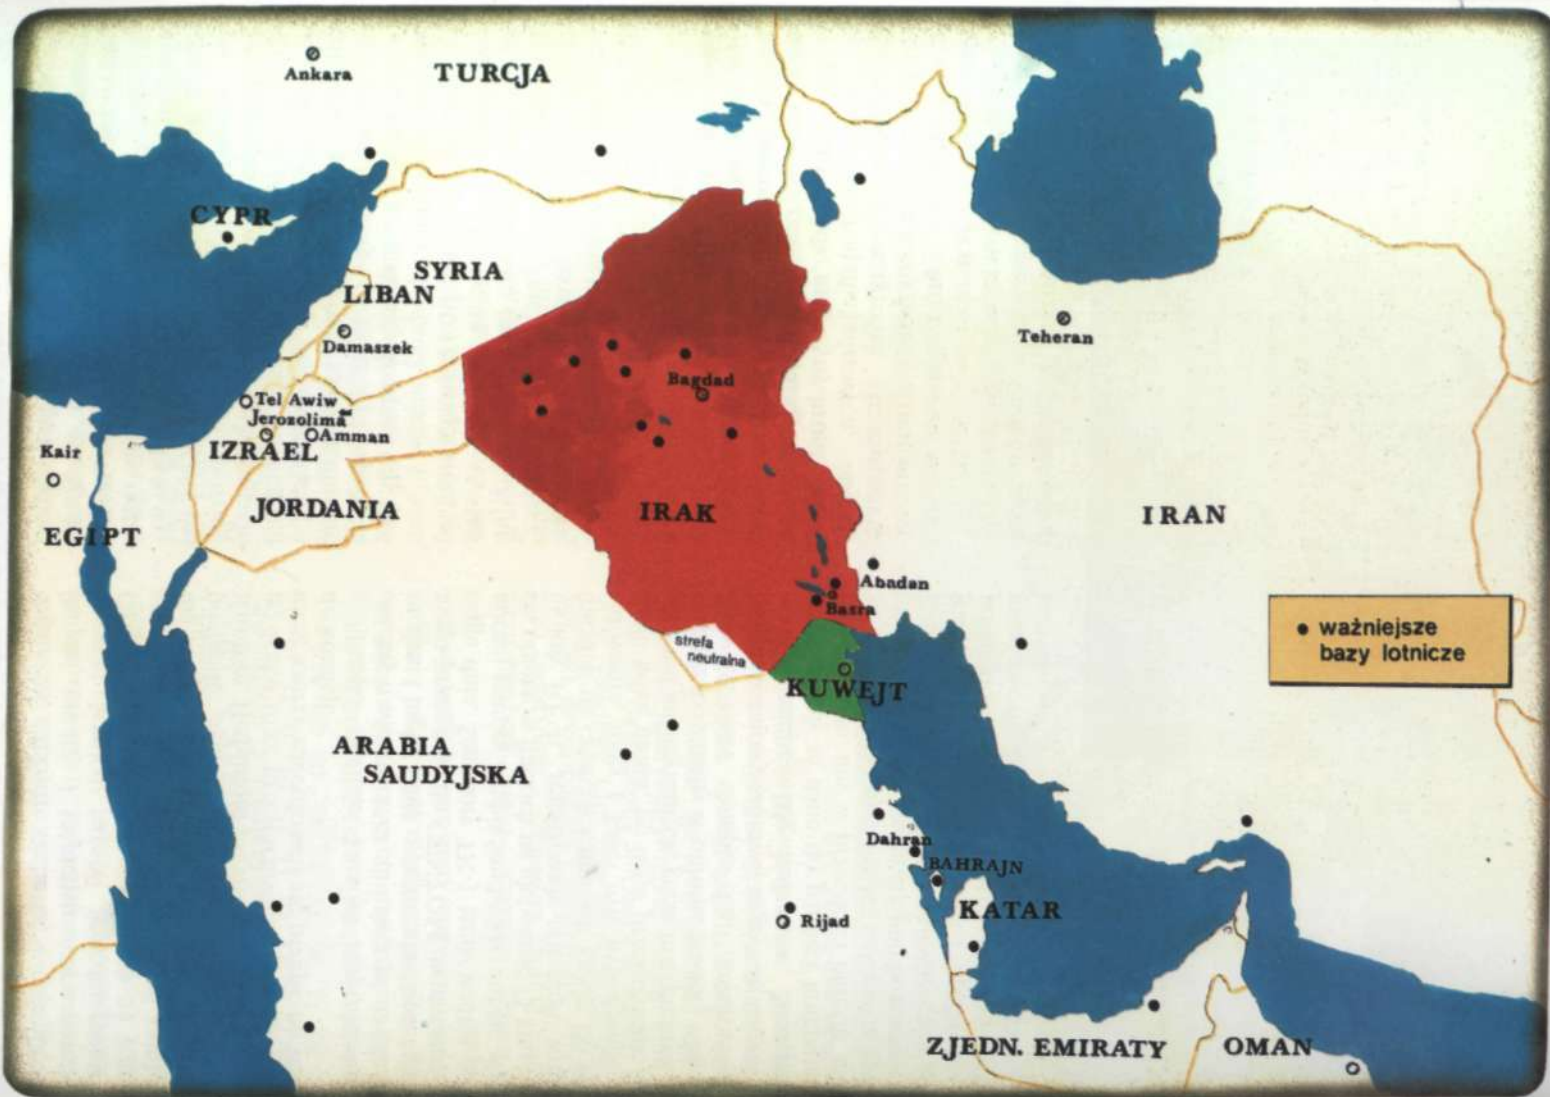 Ankara
TURCJA
CYPR
SYRIA
LIBAN
Damaszek
Teheran
Bagdad
Tel Awiw
Jerozolima
Amman
IZRAEL
Kair
JORDANIA
EGIPT
IRAK
IRAN
Abadan
Basra
strefa
neutralna
• ważniejsze
bazy lotnicze
KUWEJT
ARABIA
SAUDYJSKA
Dahran
BAHRAJN
KATAR
Rijad
ZJEDN. EMIRATY
OMAN